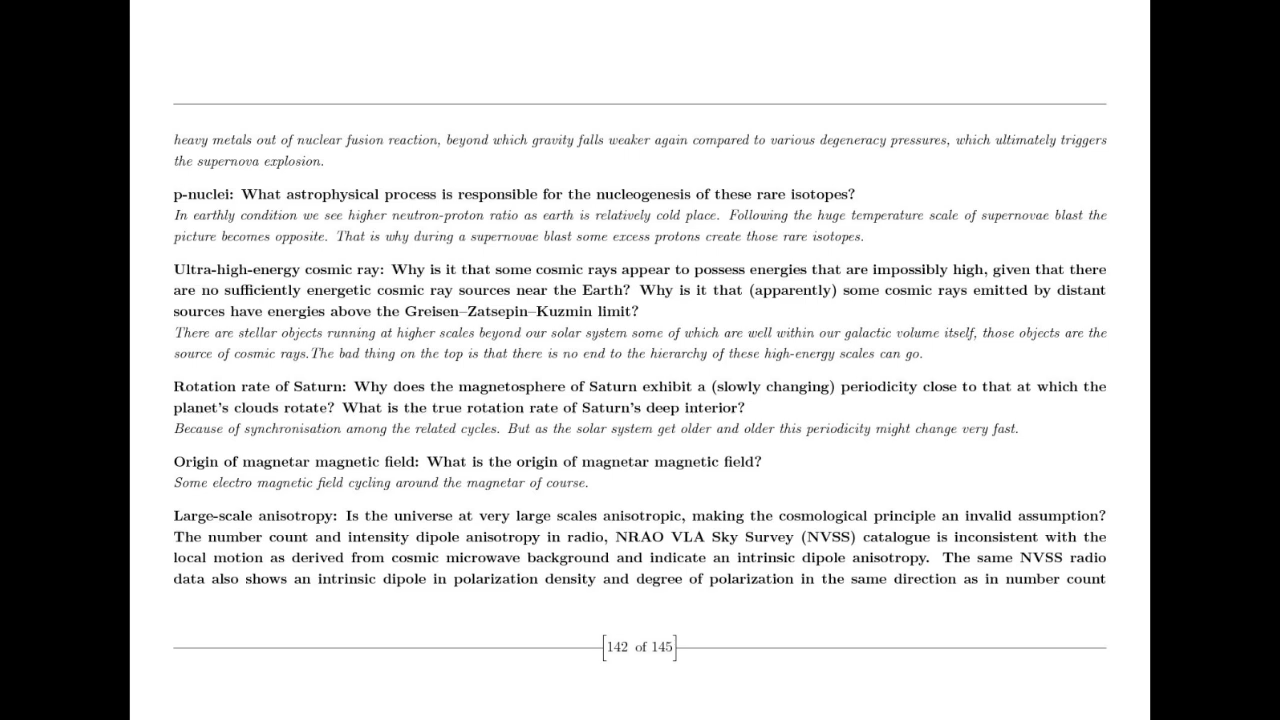 heavy metals out of nuclear fusion reaction, beyond which gravity falls weaker again compared to various degeneracy pressures, which ultimately triggers
the supernova explosion.
p-nuclei: What astrophysical process is responsible for the nucleogenesis of these rare isotopes?
In earthly condition we see higher neutron-proton ratio as earth is relatively cold place. Following the huge temperature scale of supernovae blast the
picture becomes opposite. That is why during a supernovae blast some excess protons create those rare isotopes.
Ultra-high-energy cosmic ray: Why is it that some cosmic rays appear to possess energies that are impossibly high, given that there
are no sufficiently energetic cosmic ray sources near the Earth? Why is it that (apparently) some cosmic rays emitted by distant
sources have energies above the Greisen–Zatsepin–Kuzmin limit?
There are stellar objects running at higher scales beyond our solar system some of which are well within our galactic volume itself, those objects are the
source of cosmic rays.The bad thing on the top is that there is no end to the hierarchy of these high-energy scales can go.
Rotation rate of Saturn: Why does the magnetosphere of Saturn exhibit a (slowly changing) periodicity close to that at which the
planet's clouds rotate? What is the true rotation rate of Saturn's deep interior?
Because of synchronisation among the related cycles. But as the solar system get older and older this periodicity might change very fast.
Origin of magnetar magnetic field: What is the origin of magnetar magnetic field?
Some electro magnetic field cycling around the magnetar of course.
Large-scale anisotropy: Is the universe at very large scales anisotropic, making the cosmological principle an invalid assumption?
The number count and intensity dipole anisotropy in radio, NRAO VLA Sky Survey (NVSS) catalogue is inconsistent with the
local motion as derived from cosmic microwave background and indicate an intrinsic dipole anisotropy. The same NVSS radio
data also shows an intrinsic dipole in polarization density and degree of polarization in the same direction as in number count
[142 of 145]